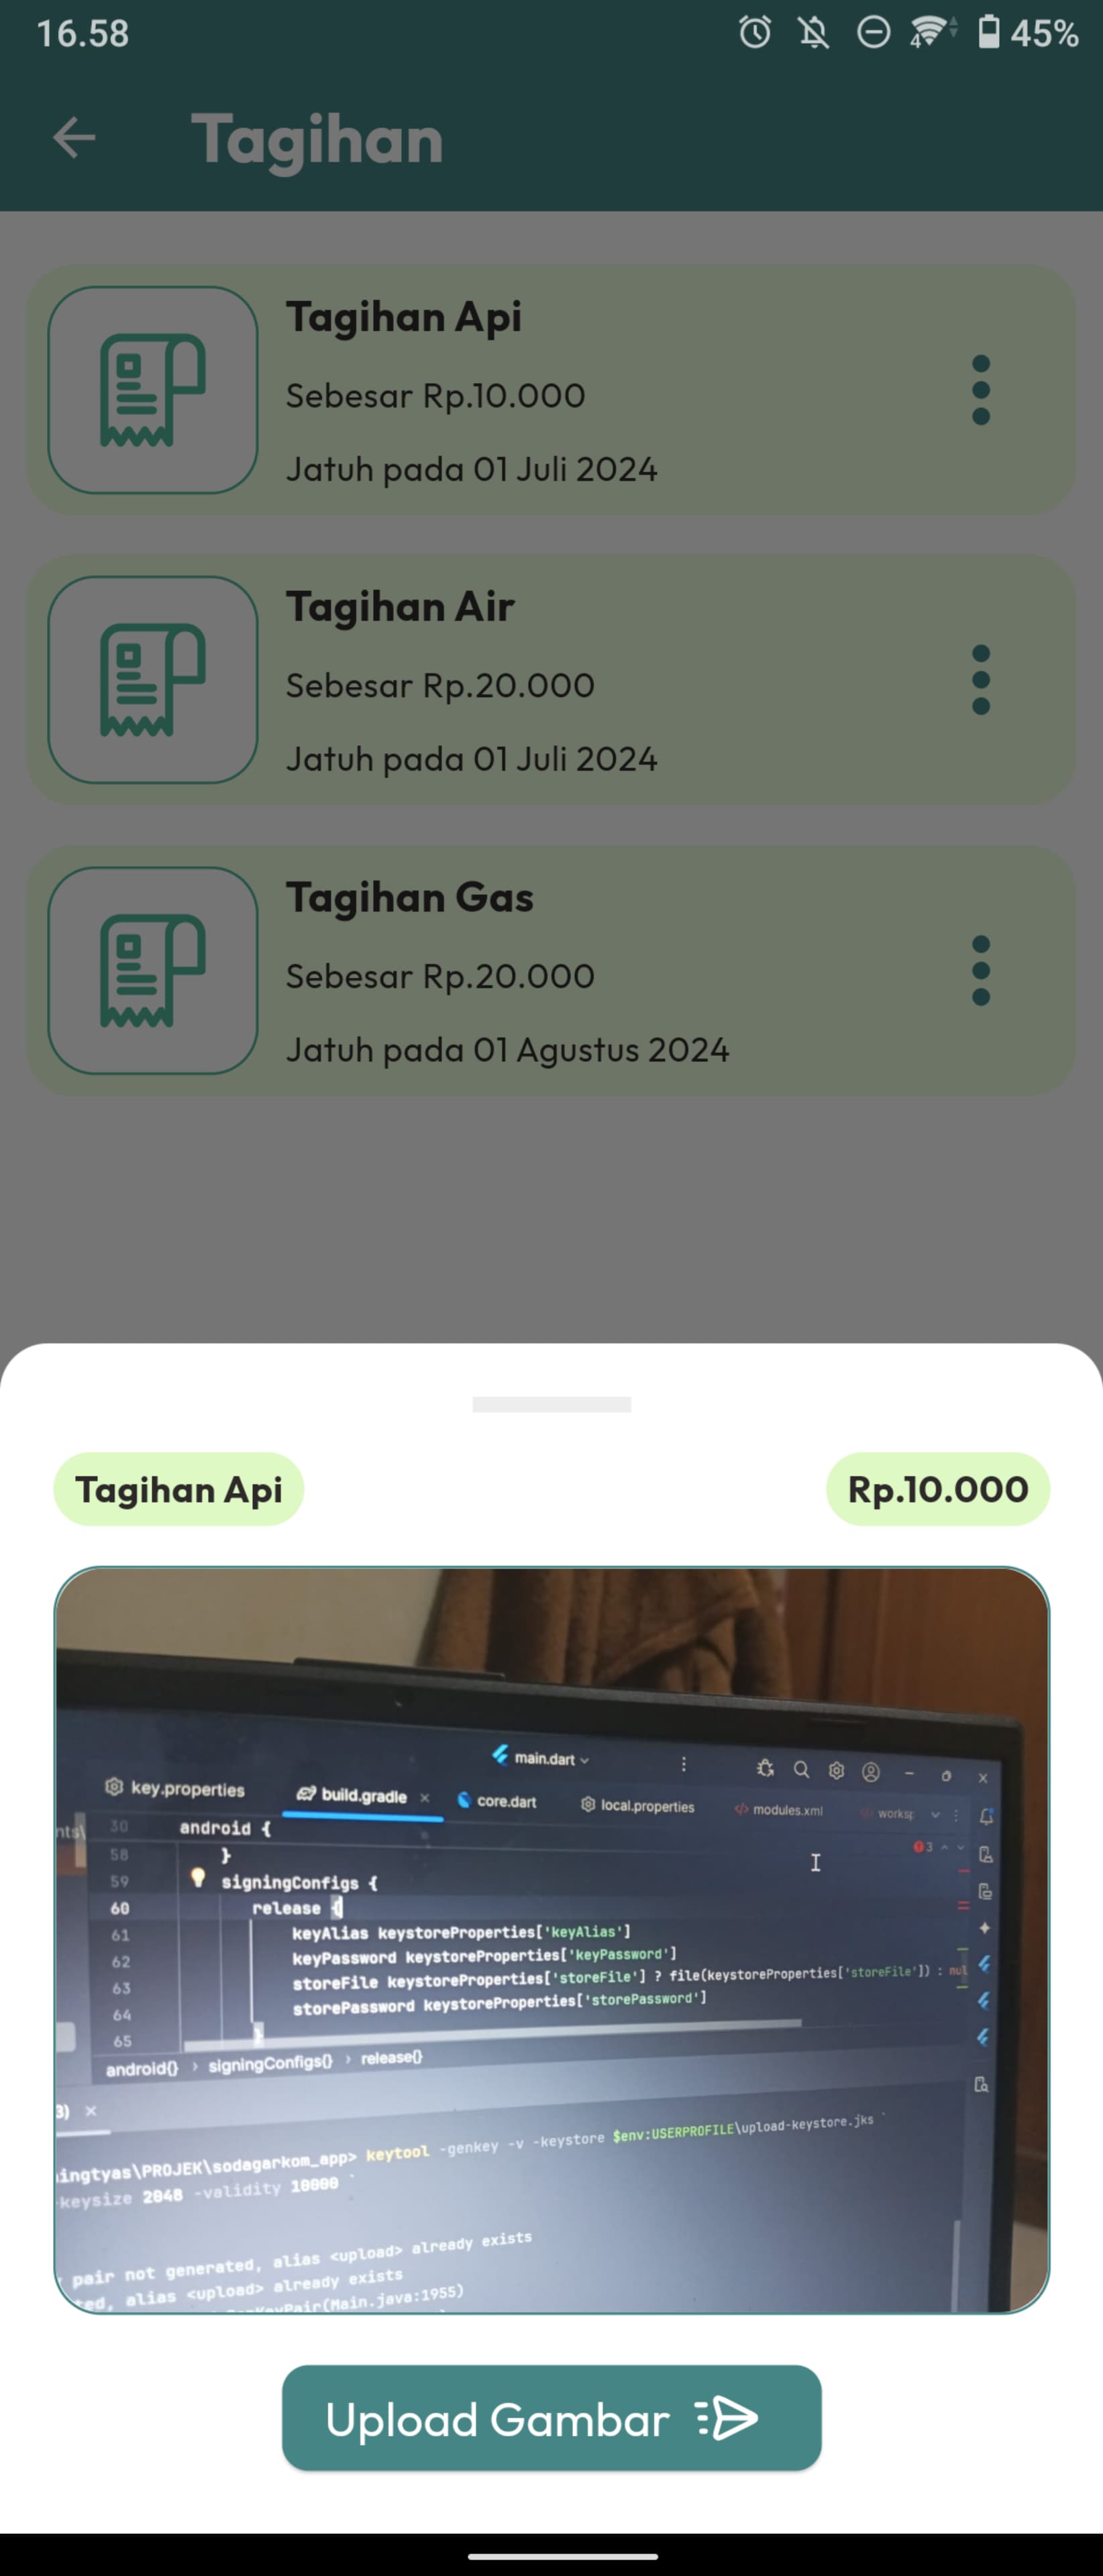 16.58
4
45%
Tagihan
Tagihan Api
Sebesar Rp.10.000
Jatuh pada 01 Juli 2024
Tagihan Air
Sebesar Rp.20.000
Jatuh pada 01 Juli 2024
Tagihan Gas
Sebesar Rp.20.000
Jatuh pada 01 Agustus 2024
Tagihan Api
Rp.10.000
main.dart
key.properties
build.gradle
core.dart
local.properties
modules.xml
worksp
nts\
30 android {
3
58 }
59 signingConfigs {
60 release {
61 keyAlias keystoreProperties['keyAlias']
62 keyPassword keystoreProperties['keyPassword']
63 storeFile keystoreProperties['storeFile'] ? file(keystoreProperties['storeFile']) : nul
64 storePassword keystoreProperties['storePassword']
65 }
android{} › signingConfigs{} › release{}
3)
ingtyas\PROJEK\sodagarkom_app> keytool -genkey -v -keystore $env:USERPROFILE\upload-keystore.jks `
-keysize 2048 -validity 10000 `
pair not generated, alias <upload> already exists
ted, alias <upload> already exists
KeyPair(Main.java:1955)
Upload Gambar